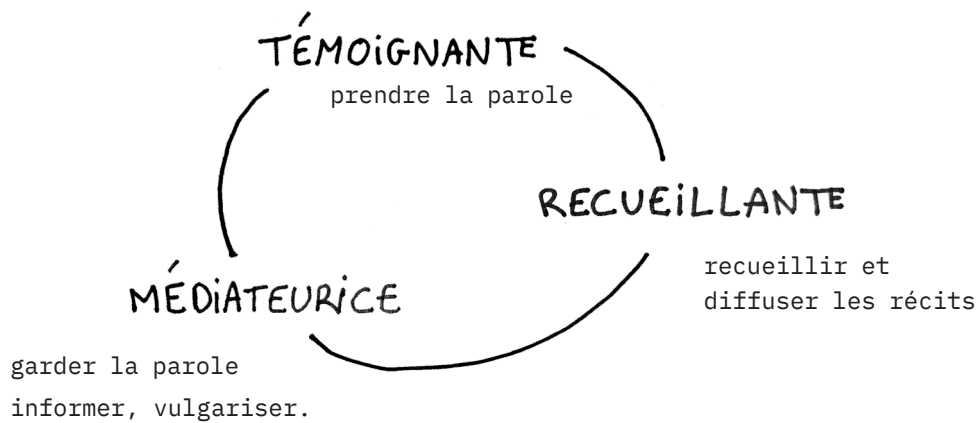 TÉMOiGNANTE
prendre la parole
RECUEiLLANTE
recueillir et
diffuser les récits
MÉDiATEURiCE
garder la parole
informer, vulgariser.